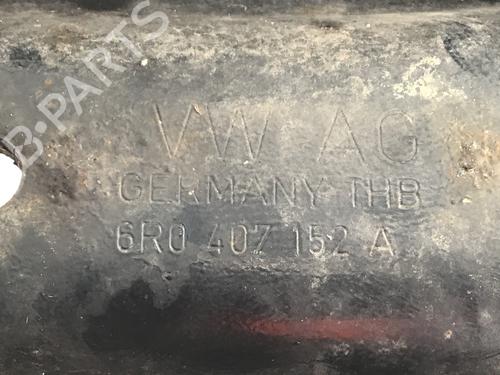 B-PARTS
VW AG
GERMANY THB
6R0 407 152 A